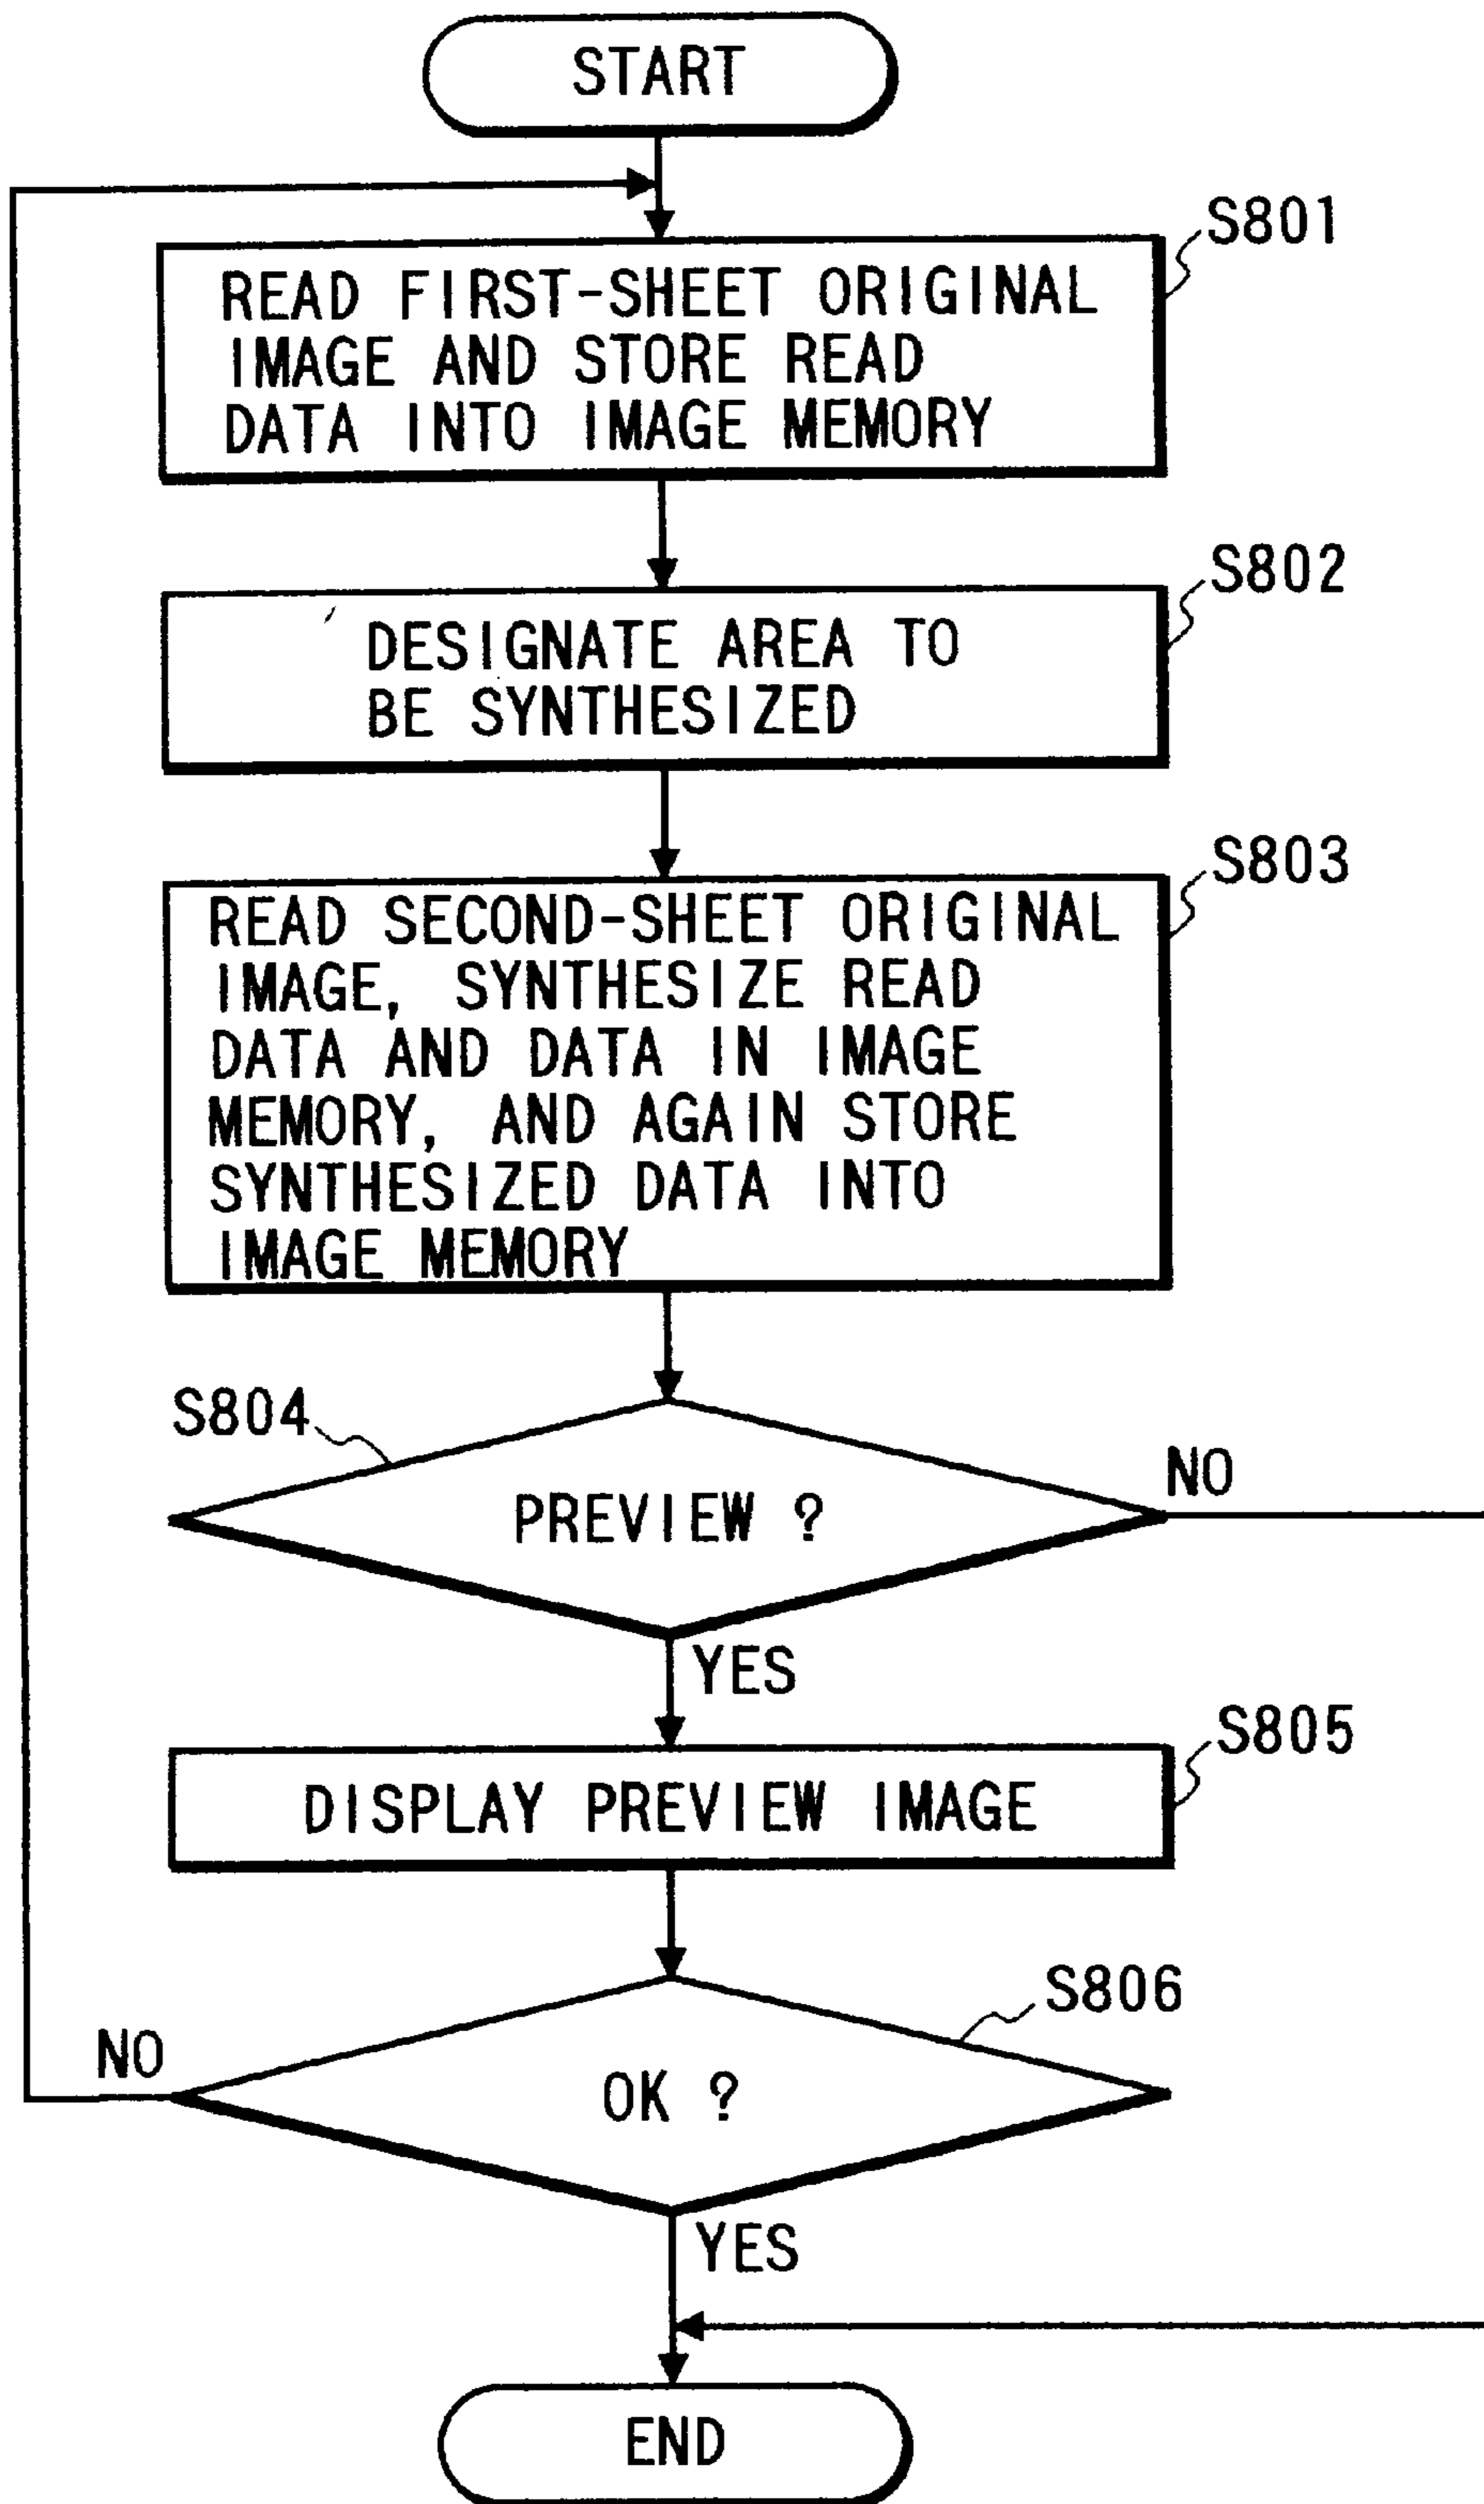 START
S801
READ FIRST-SHEET ORIGINAL
IMAGE AND STORE READ
DATA INTO IMAGE MEMORY
S802
DESIGNATE AREA TO
BE SYNTHESIZED
S803
READ SECOND-SHEET ORIGINAL
IMAGE, SYNTHESIZE READ
DATA AND DATA IN IMAGE
MEMORY, AND AGAIN STORE
SYNTHESIZED DATA INTO
IMAGE MEMORY
S804
NO
PREVIEW ?
YES
S805
DISPLAY PREVIEW IMAGE
S806
NO
OK ?
YES
END